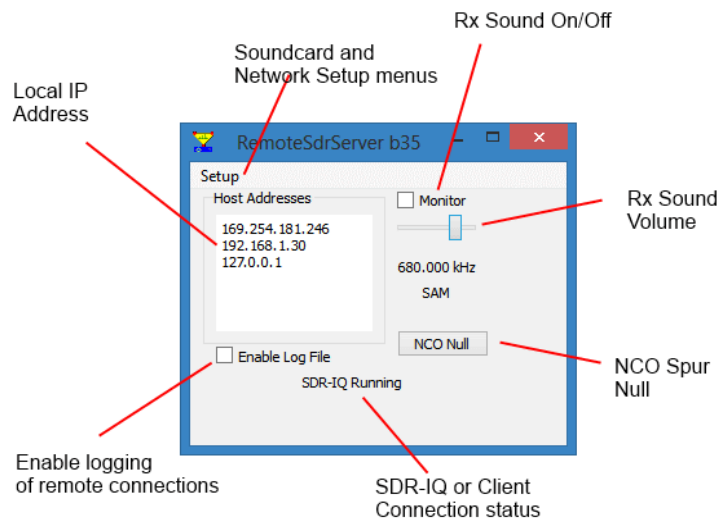 Rx Sound On/Off
Soundcard and
Network Setup menus
Local IP
Address
RemoteSdrServer b35
Setup
Host Addresses
Monitor
169.254.181.246
192.168.1.30
127.0.0.1
Rx Sound
Volume
680.000 kHz
SAM
NCO Null
Enable Log File
SDR-IQ Running
NCO Spur
Null
Enable logging
of remote connections
SDR-IQ or Client
Connection status